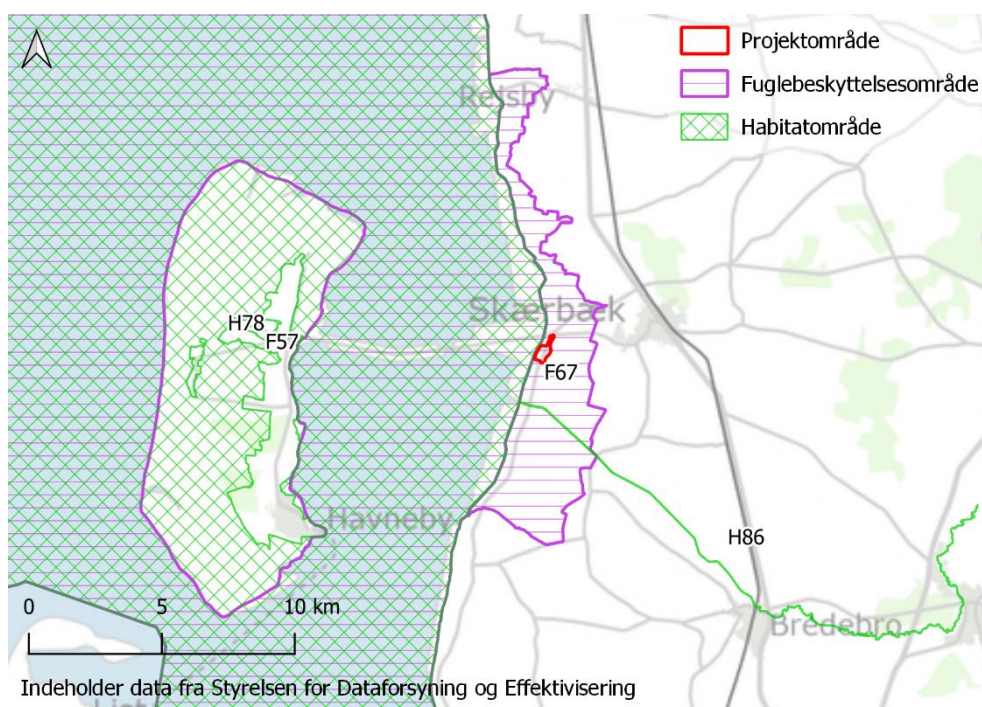 Projektområde
Fuglebeskyttelsesområde
Habitatområde
Rejsby
H78
F57
Skærbæk
F67
Havneby
H86
0 5 10 km
Bredebro
Indeholder data fra Styrelsen for Dataforsyning og Effektivisering